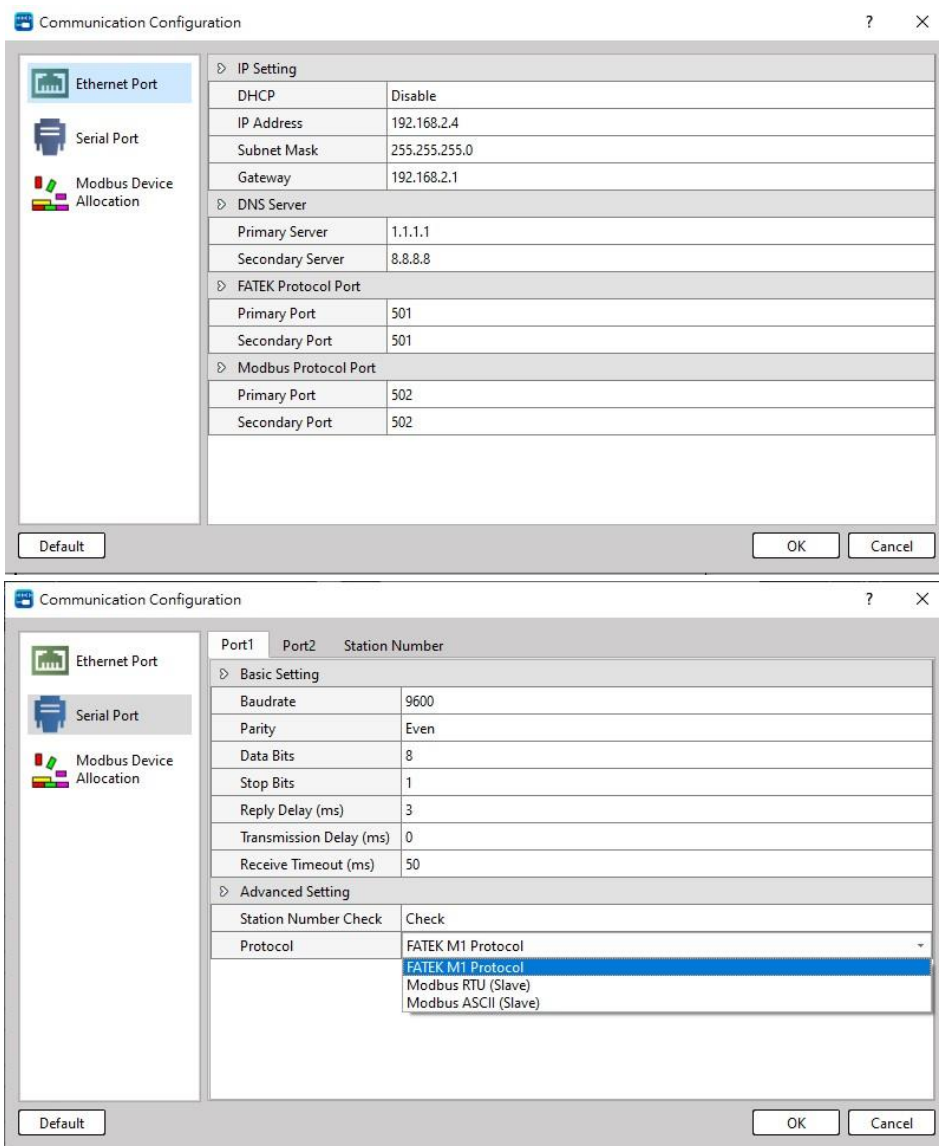 Communication Configuration ? ×
Ethernet Port
Serial Port
Modbus Device
Allocation
IP Setting
DHCP Disable
IP Address 192.168.2.4
Subnet Mask 255.255.255.0
Gateway 192.168.2.1
DNS Server
Primary Server 1.1.1.1
Secondary Server 8.8.8.8
FATEK Protocol Port
Primary Port 501
Secondary Port 501
Modbus Protocol Port
Primary Port 502
Secondary Port 502
Default OK Cancel
Communication Configuration ? ×
Ethernet Port
Serial Port
Modbus Device
Allocation
Port1 Port2 Station Number
Basic Setting
Baudrate 9600
Parity Even
Data Bits 8
Stop Bits 1
Reply Delay (ms) 3
Transmission Delay (ms) 0
Receive Timeout (ms) 50
Advanced Setting
Station Number Check Check
Protocol FATEK M1 Protocol
FATEK M1 Protocol
Modbus RTU (Slave)
Modbus ASCII (Slave)
Default OK Cancel